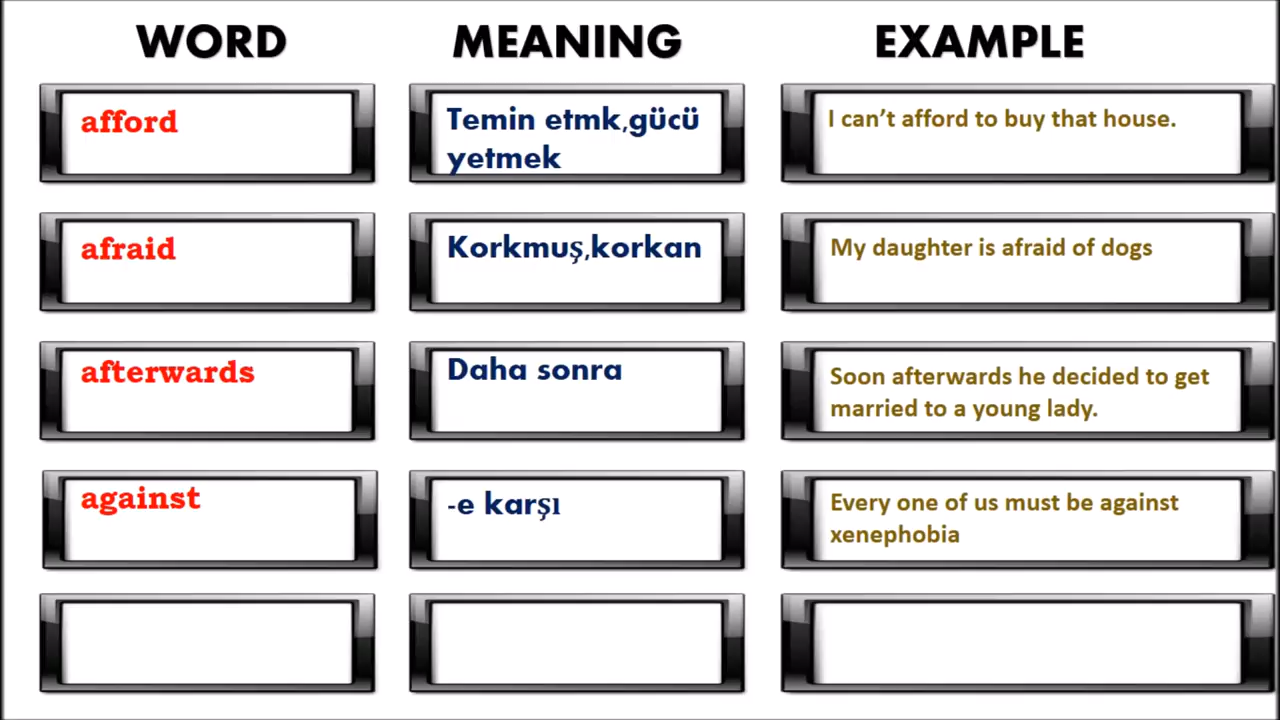 WORD MEANING EXAMPLE
afford
Temin etmk,gücü
yetmek
I can’t afford to buy that house.
afraid
Korkmuş,korkan
My daughter is afraid of dogs
afterwards
Daha sonra
Soon afterwards he decided to get
married to a young lady.
against
-e karşı
Every one of us must be against
xenephobia